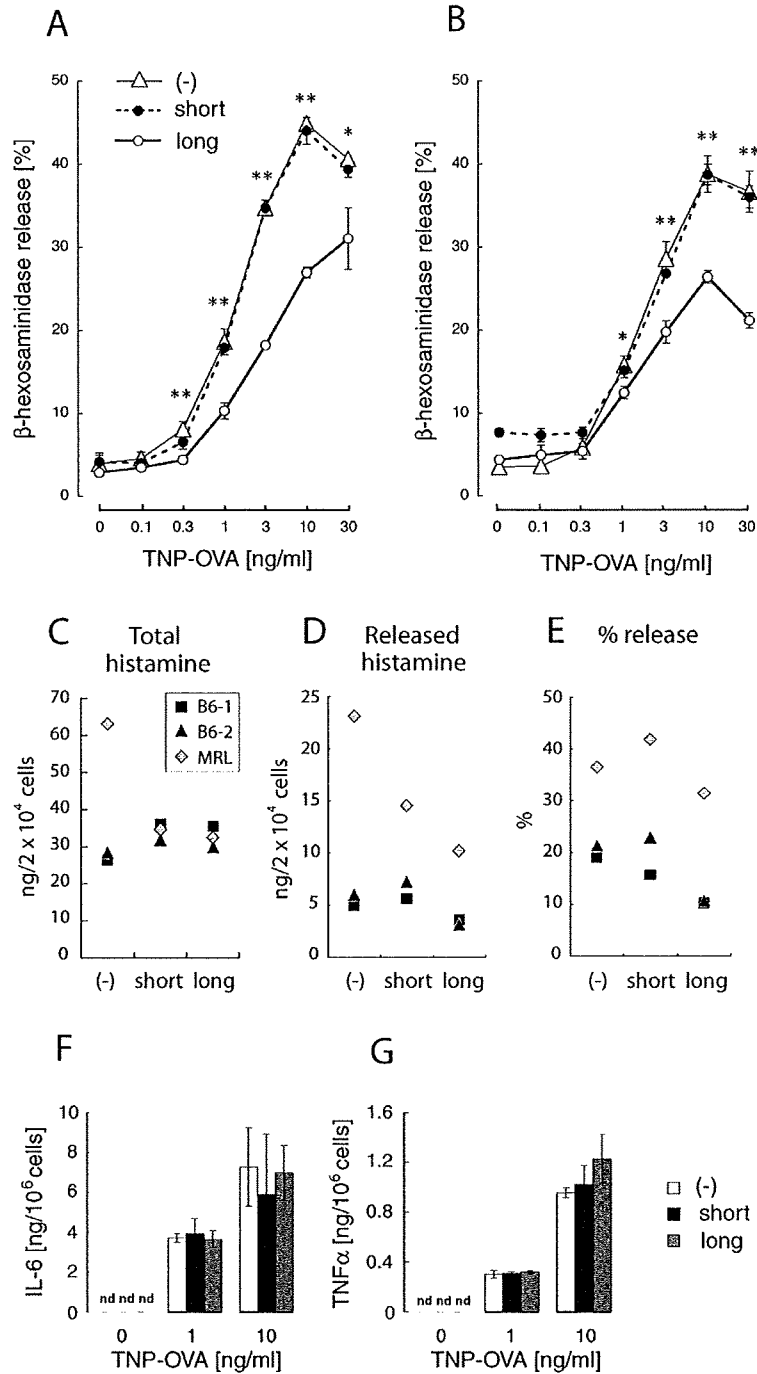 A
β-hexosaminidase release [%]
50
40
30
20
10
0
(-)
short
long
**
**
**
**
*
0 0.1 0.3 1 3 10 30
TNP-OVA [ng/ml]
B
β-hexosaminidase release [%]
50
40
30
20
10
0
*
**
**
**
0 0.1 0.3 1 3 10 30
TNP-OVA [ng/ml]
C
Total
histamine
ng/2 x 10⁴ cells
70
60
50
40
30
20
10
0
B6-1
B6-2
MRL
(-) short long
D
Released
histamine
ng/2 x 10⁴ cells
25
20
15
10
5
0
(-) short long
E
% release
%
50
40
30
20
10
0
(-) short long
F
IL-6 [ng/10⁶ cells]
10
8
6
4
2
0
nd nd nd
0 1 10
TNP-OVA [ng/ml]
G
TNFα [ng/10⁶ cells]
1.6
1.2
0.8
0.4
0
nd nd nd
0 1 10
TNP-OVA [ng/ml]
(-)
short
long